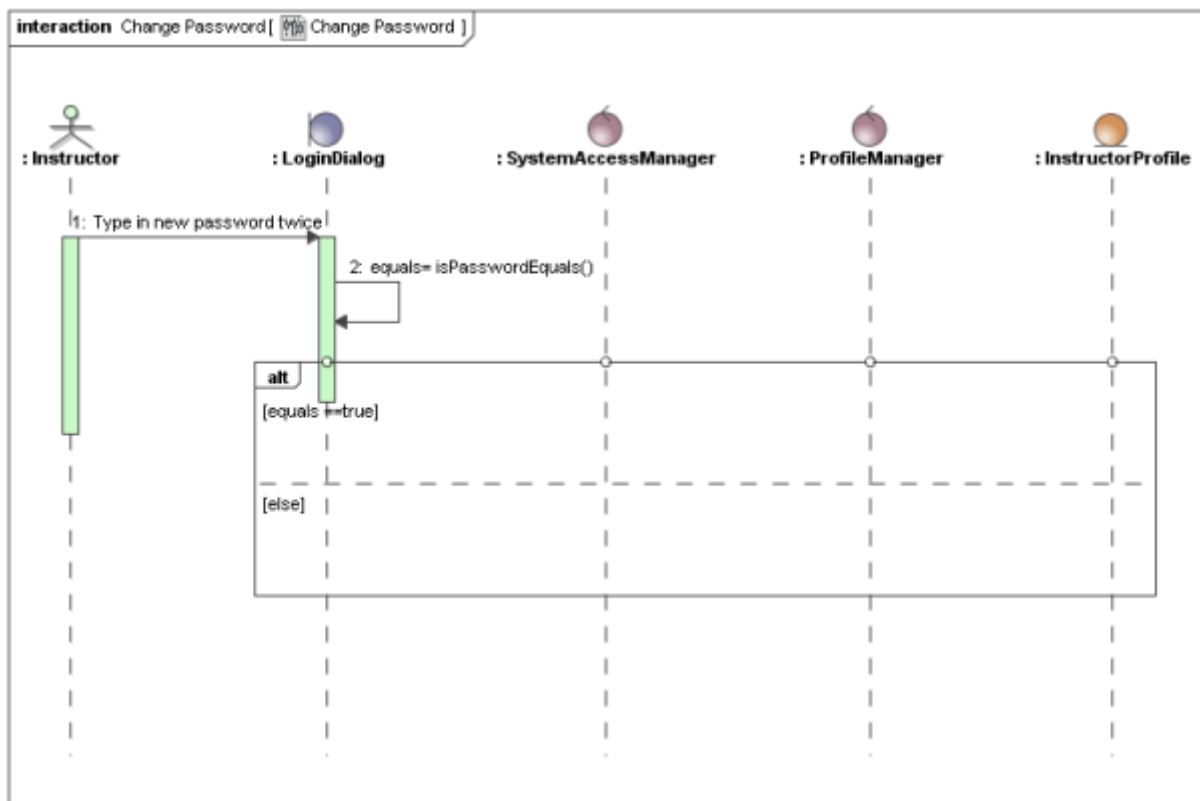 interaction Change Password[ Change Password ]
: Instructor
: LoginDialog
: SystemAccessManager
: ProfileManager
: InstructorProfile
1: Type in new password twice
2: equals= isPasswordEquals()
alt
[equals ==true]
[else]